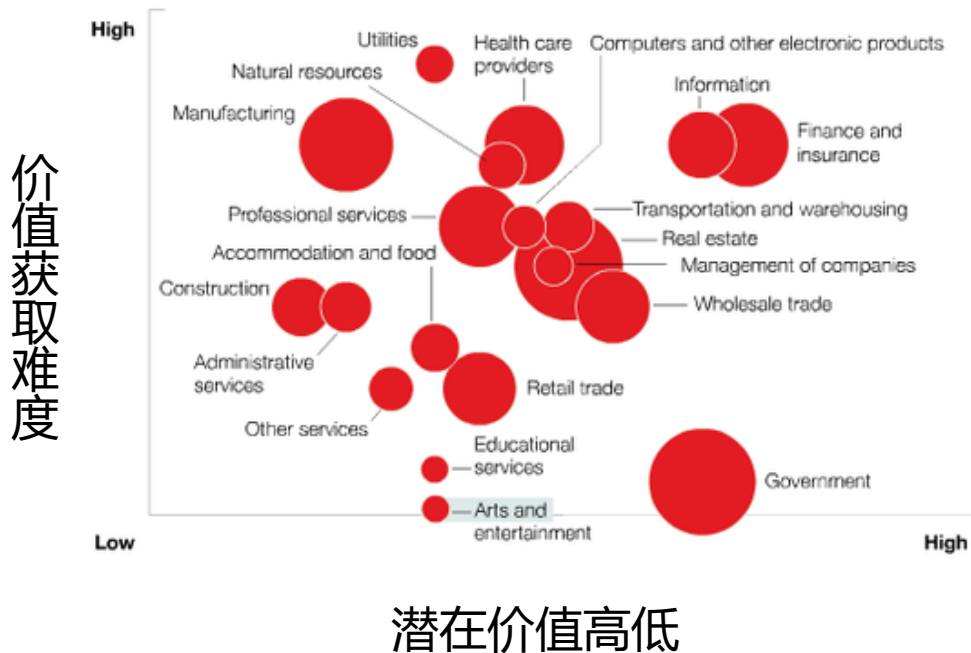 High
Utilities
Health care
providers
Computers and other electronic products
Natural resources
Information
Manufacturing
Finance and
insurance
Professional services
Transportation and warehousing
Real estate
Accommodation and food
Management of companies
Construction
Wholesale trade
Administrative
services
Retail trade
Other services
Educational
services
Government
Arts and
entertainment
Low
High
价值获取难度
潜在价值高低